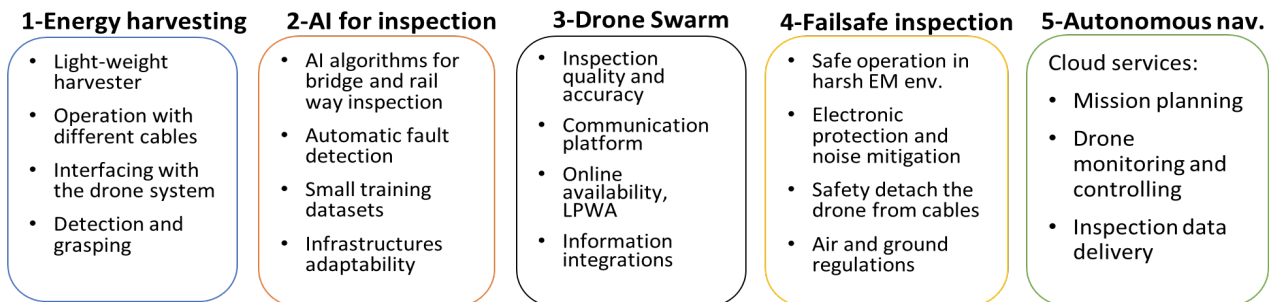 1-Energy harvesting
• Light-weight
harvester
• Operation with
different cables
• Interfacing with
the drone system
• Detection and
grasping
2-AI for inspection
• AI algorithms for
bridge and rail
way inspection
• Automatic fault
detection
• Small training
datasets
• Infrastructures
adaptability
3-Drone Swarm
• Inspection
quality and
accuracy
• Communication
platform
• Online
availability,
LPWA
• Information
integrations
4-Failsafe inspection
• Safe operation in
harsh EM env.
• Electronic
protection and
noise mitigation
• Safety detach the
drone from cables
• Air and ground
regulations
5-Autonomous nav.
Cloud services:
• Mission planning
• Drone
monitoring and
controlling
• Inspection data
delivery